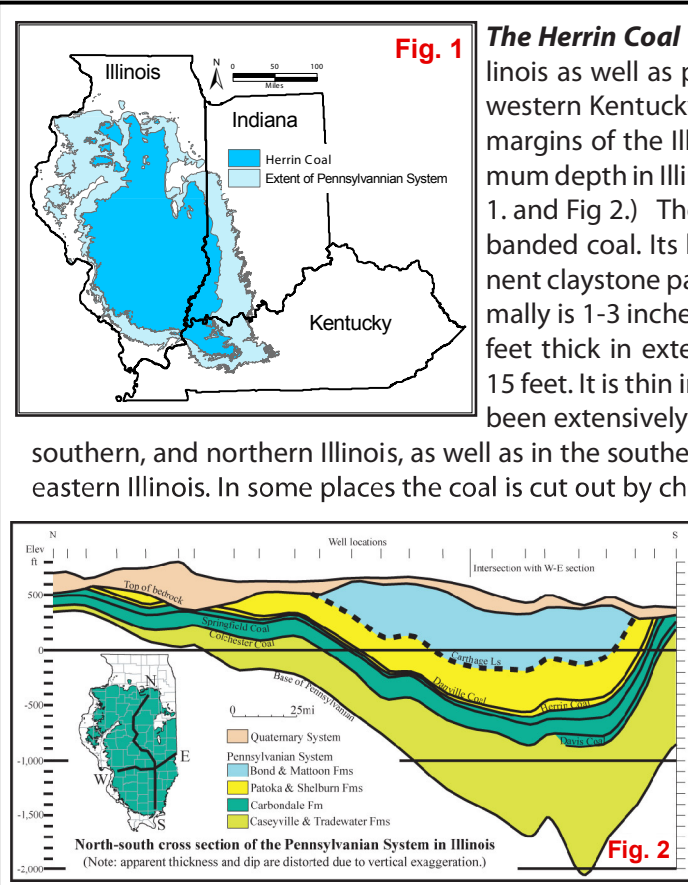 Fig. 1
Illinois
N
0 50 100
Miles
Indiana
Herrin Coal
Extent of Pennsylvannian System
Kentucky
The Herrin Coal
linois as well as p
western Kentuck
margins of the Ill
mum depth in Illi
1. and Fig 2.) The
banded coal. Its
nent claystone pa
mally is 1-3 inche
feet thick in exte
15 feet. It is thin i
been extensively
southern, and northern Illinois, as well as in the southe
eastern Illinois. In some places the coal is cut out by ch
N
Well locations
S
Elev
ft
Intersection with W-E section
500
0
-500
-1,000
-1,500
-2,000
Top of bedrock
Springfield Coal
Colchester Coal
Base of Pennsylvanian
Carthage Ls
Danville Coal
Herrin Coal
Davis Coal
N
E
W
S
0 25mi
Quaternary System
Pennsylvanian System
Bond & Mattoon Fms
Patoka & Shelburn Fms
Carbondale Fm
Caseyville & Tradewater Fms
North-south cross section of the Pennsylvanian System in Illinois
(Note: apparent thickness and dip are distorted due to vertical exaggeration.)
Fig. 2